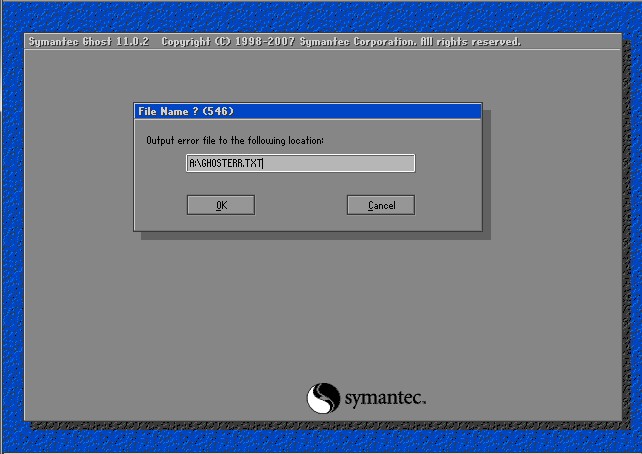 Symantec Ghost 11.0.2   Copyright (C) 1998-2007 Symantec Corporation. All rights reserved.
File Name ? (546)
Output error file to the following location:
A:\GHOSTERR.TXT
OK
Cancel
symantec™